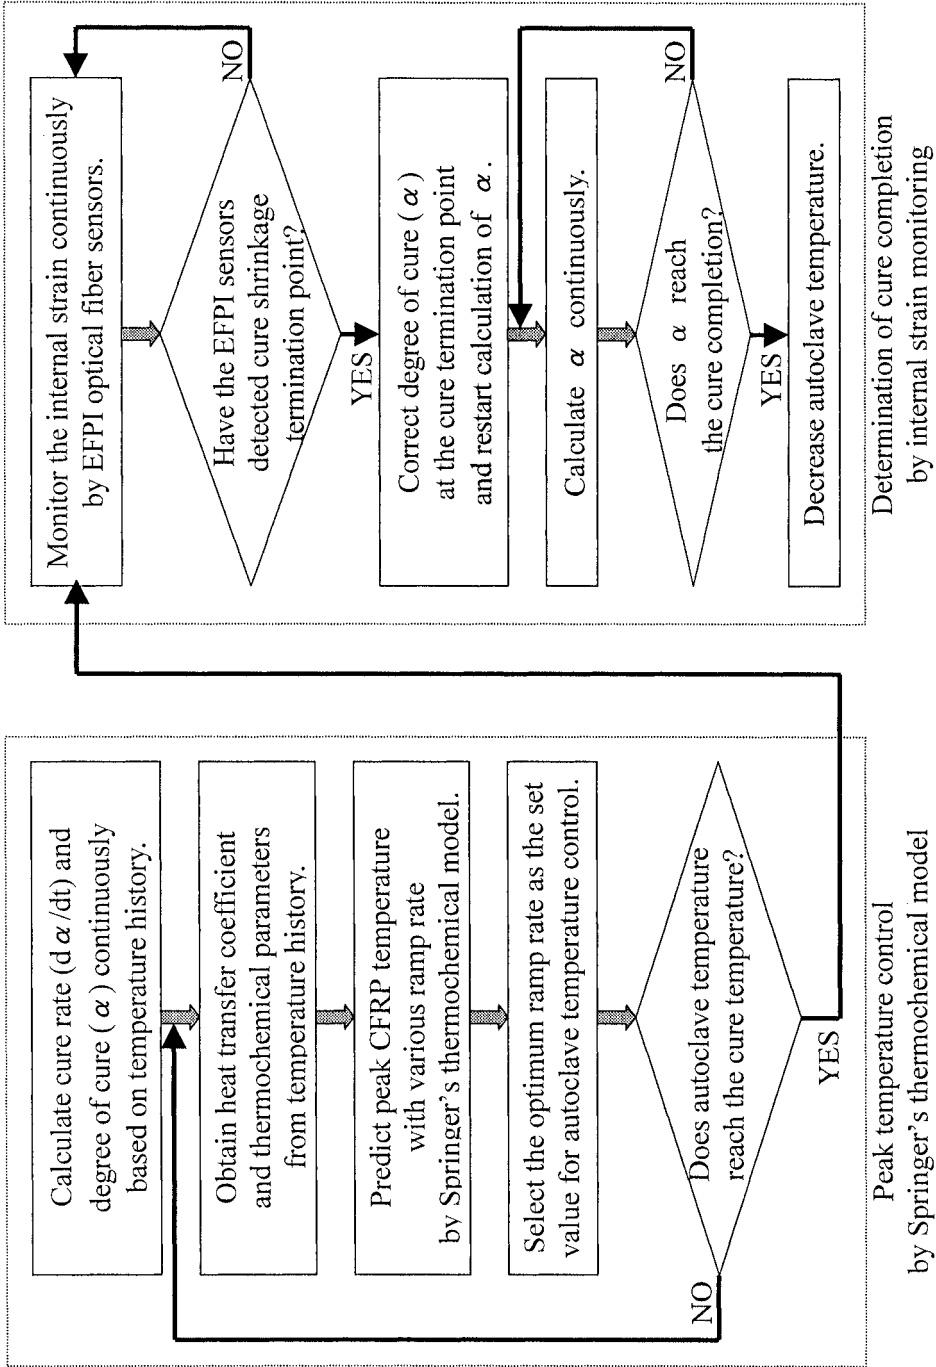 Calculate cure rate (d α /dt) and
degree of cure ( α ) continuously
based on temperature history.
Obtain heat transfer coefficient
and thermochemical parameters
from temperature history.
Predict peak CFRP temperature
with various ramp rate
by Springer's thermochemical model.
Select the optimum ramp rate as the set
value for autoclave temperature control.
Does autoclave temperature
reach the cure temperature?
NO
YES
Peak temperature control
by Springer's thermochemical model
Monitor the internal strain continuously
by EFPI optical fiber sensors.
Have the EFPI sensors
detected cure shrinkage
termination point?
NO
YES
Correct degree of cure ( α )
at the cure termination point
and restart calculation of α.
Calculate α continuously.
Does α reach
the cure completion?
NO
YES
Decrease autoclave temperature.
Determination of cure completion
by internal strain monitoring